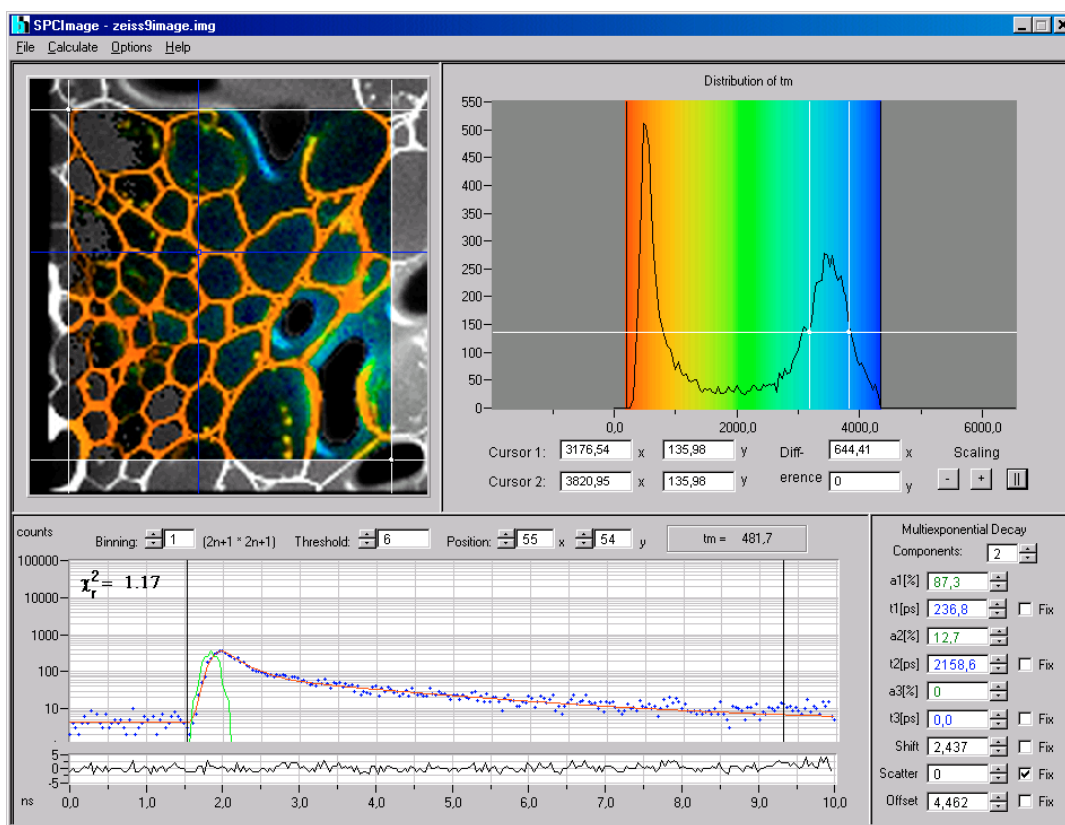 SPCImage - zeiss9image.img
File Calculate Options Help
Distribution of tm
550
500
450
400
350
300
250
200
150
100
50
0
0,0 2000,0 4000,0 6000,0
Cursor 1: 3176,54 x 135,98 y Diff- 644,41 x Scaling
Cursor 2: 3820,95 x 135,98 y erence 0 y - + ||
counts
Binning: 1 (2n+1 * 2n+1) Threshold: 6 Position: 55 x 54 y tm = 481,7
100000
10000
1000
100
10
χ²r = 1.17
5
0
-5
ns 0,0 1,0 2,0 3,0 4,0 5,0 6,0 7,0 8,0 9,0 10,0
Multiexponential Decay
Components: 2
a1[%] 87,3
t1[ps] 236,8 Fix
a2[%] 12,7
t2[ps] 2158,6 Fix
a3[%] 0
t3[ps] 0,0 Fix
Shift 2,437 Fix
Scatter 0 Fix
Offset 4,462 Fix